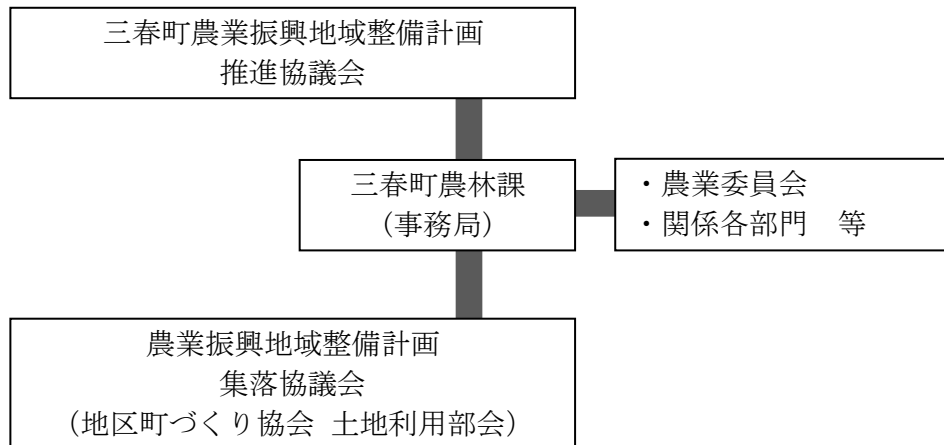 三春町農業振興地域整備計画
推進協議会
三春町農林課
(事務局)
・農業委員会
・関係各部門　等
農業振興地域整備計画
集落協議会
(地区町づくり協会 土地利用部会)